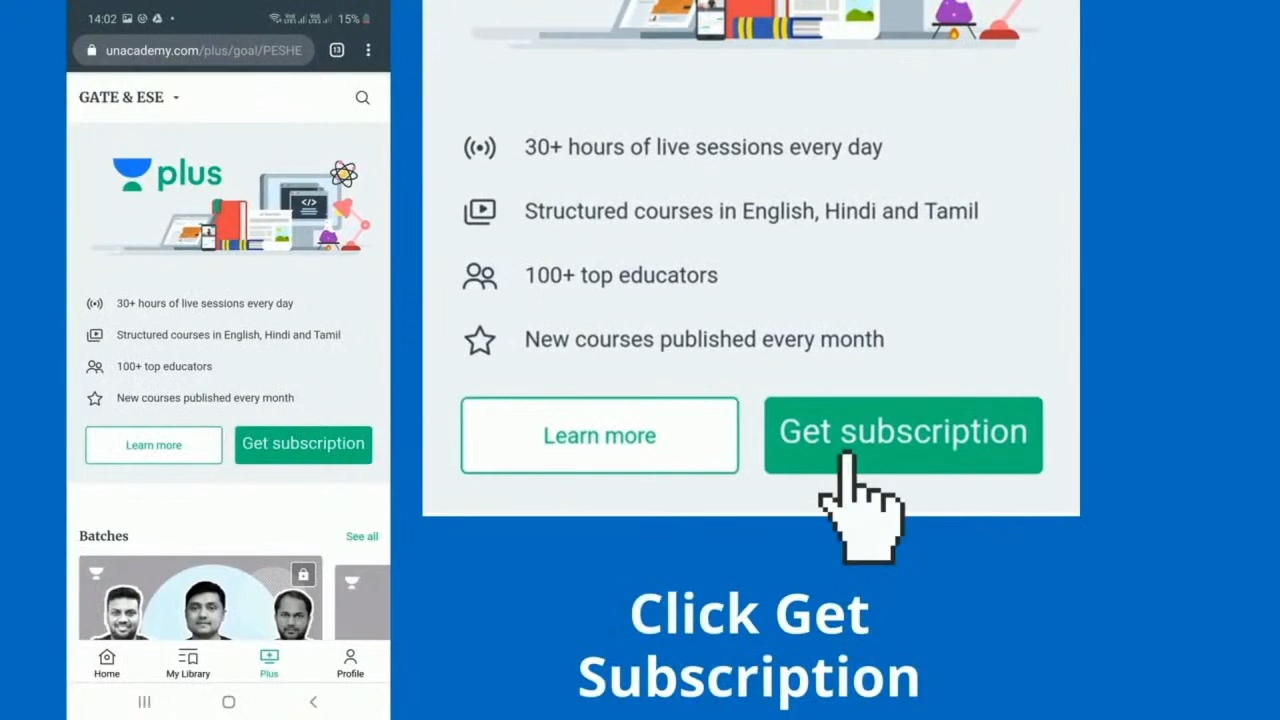 14:02
15%
unacademy.com/plus/goal/PESHE
13
GATE & ESE
plus
30+ hours of live sessions every day
Structured courses in English, Hindi and Tamil
100+ top educators
New courses published every month
Learn more
Get subscription
Batches
See all
Home
My Library
Plus
Profile
30+ hours of live sessions every day
Structured courses in English, Hindi and Tamil
100+ top educators
New courses published every month
Learn more
Get subscription
Click Get
Subscription